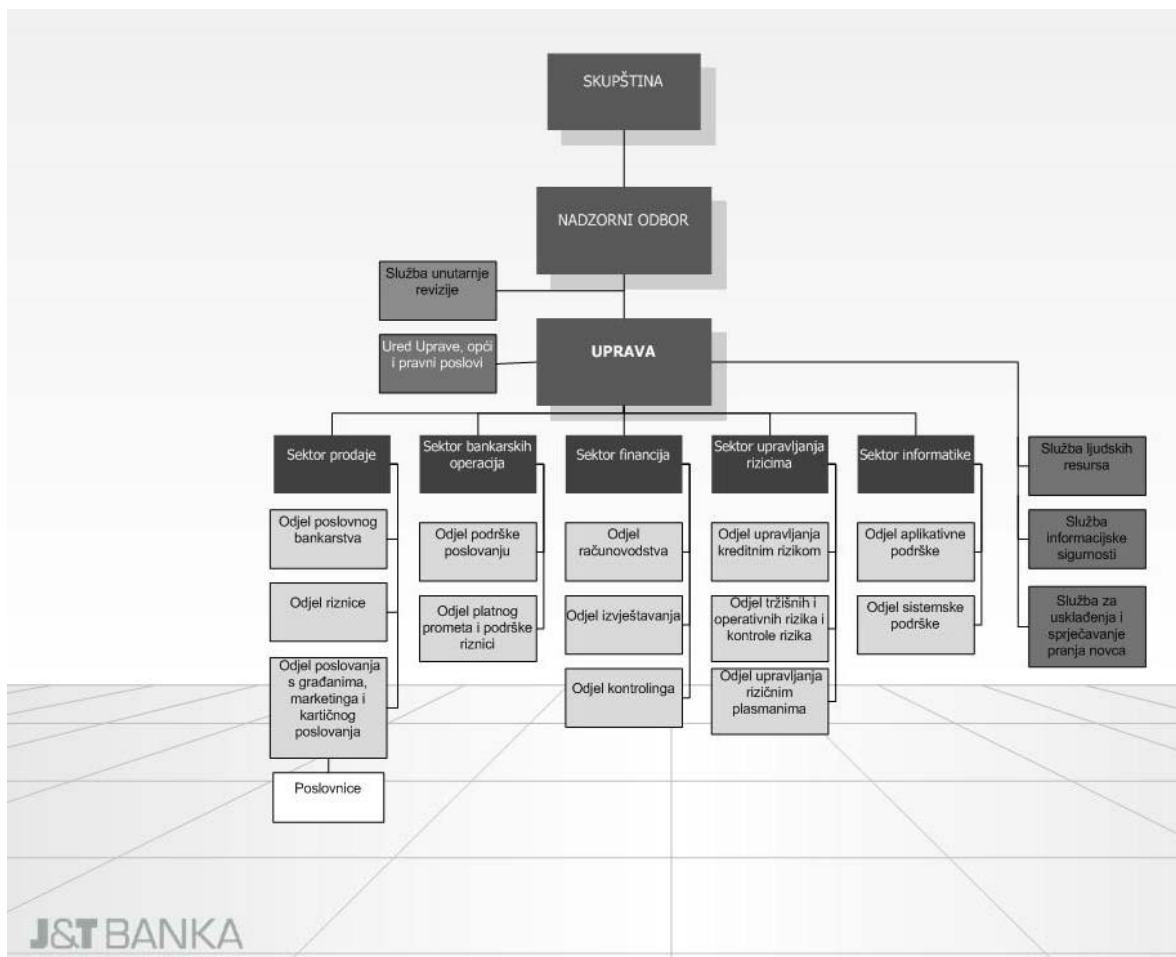 SKUPŠTINA
NADZORNI ODBOR
Služba unutarnje
revizije
Ured Uprave, opći
i pravni poslovi
UPRAVA
Sektor prodaje
Odjel poslovnog
bankarstva
Odjel riznice
Odjel poslovanja
s građanima,
marketinga i
kartičnog
poslovanja
Poslovnice
Sektor bankarskih
operacija
Odjel podrške
poslovanju
Odjel platnog
prometa i podrške
riznici
Sektor financija
Odjel
računovodstva
Odjel izvještavanja
Odjel kontrolinga
Sektor upravljanja
rizicima
Odjel upravljanja
kreditnim rizikom
Odjel tržišnih i
operativnih rizika i
kontrole rizika
Odjel upravljanja
rizičnim
plasmanima
Sektor informatike
Odjel aplikativne
podrške
Odjel sistemske
podrške
Služba ljudskih
resursa
Služba
informacijske
sigurnosti
Služba za
usklađenja i
sprječavanje
pranja novca
J&T BANKA